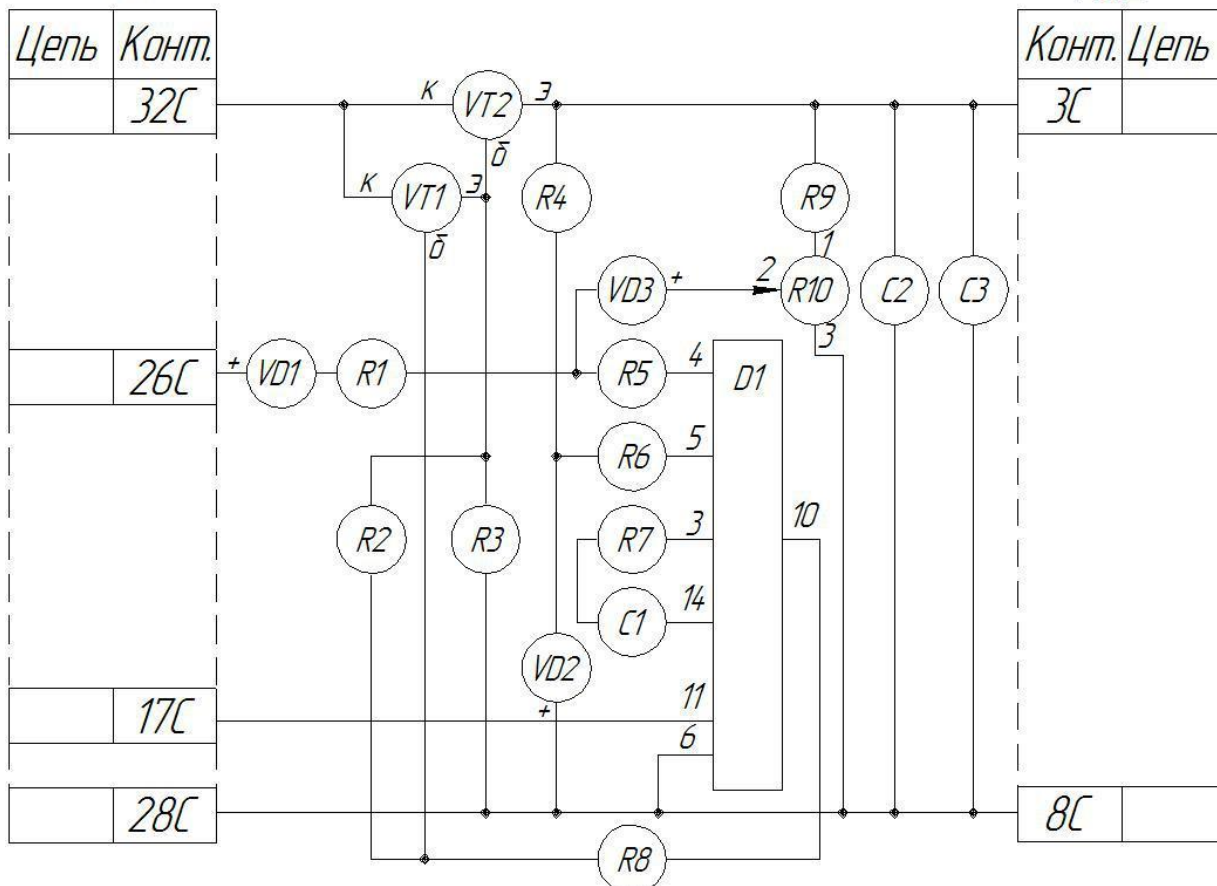 Цепь Конт. Конт. Цепь
32С к VT2 э 3С
б
к VT1 э R4 R9
б 1
VD3 + 2 R10 C2 C3
3
26С + VD1 R1 R5 4 D1
R6 5
R2 R3 R7 3 10
C1 14
VD2
+
17С 11
6
28С 8С
R8